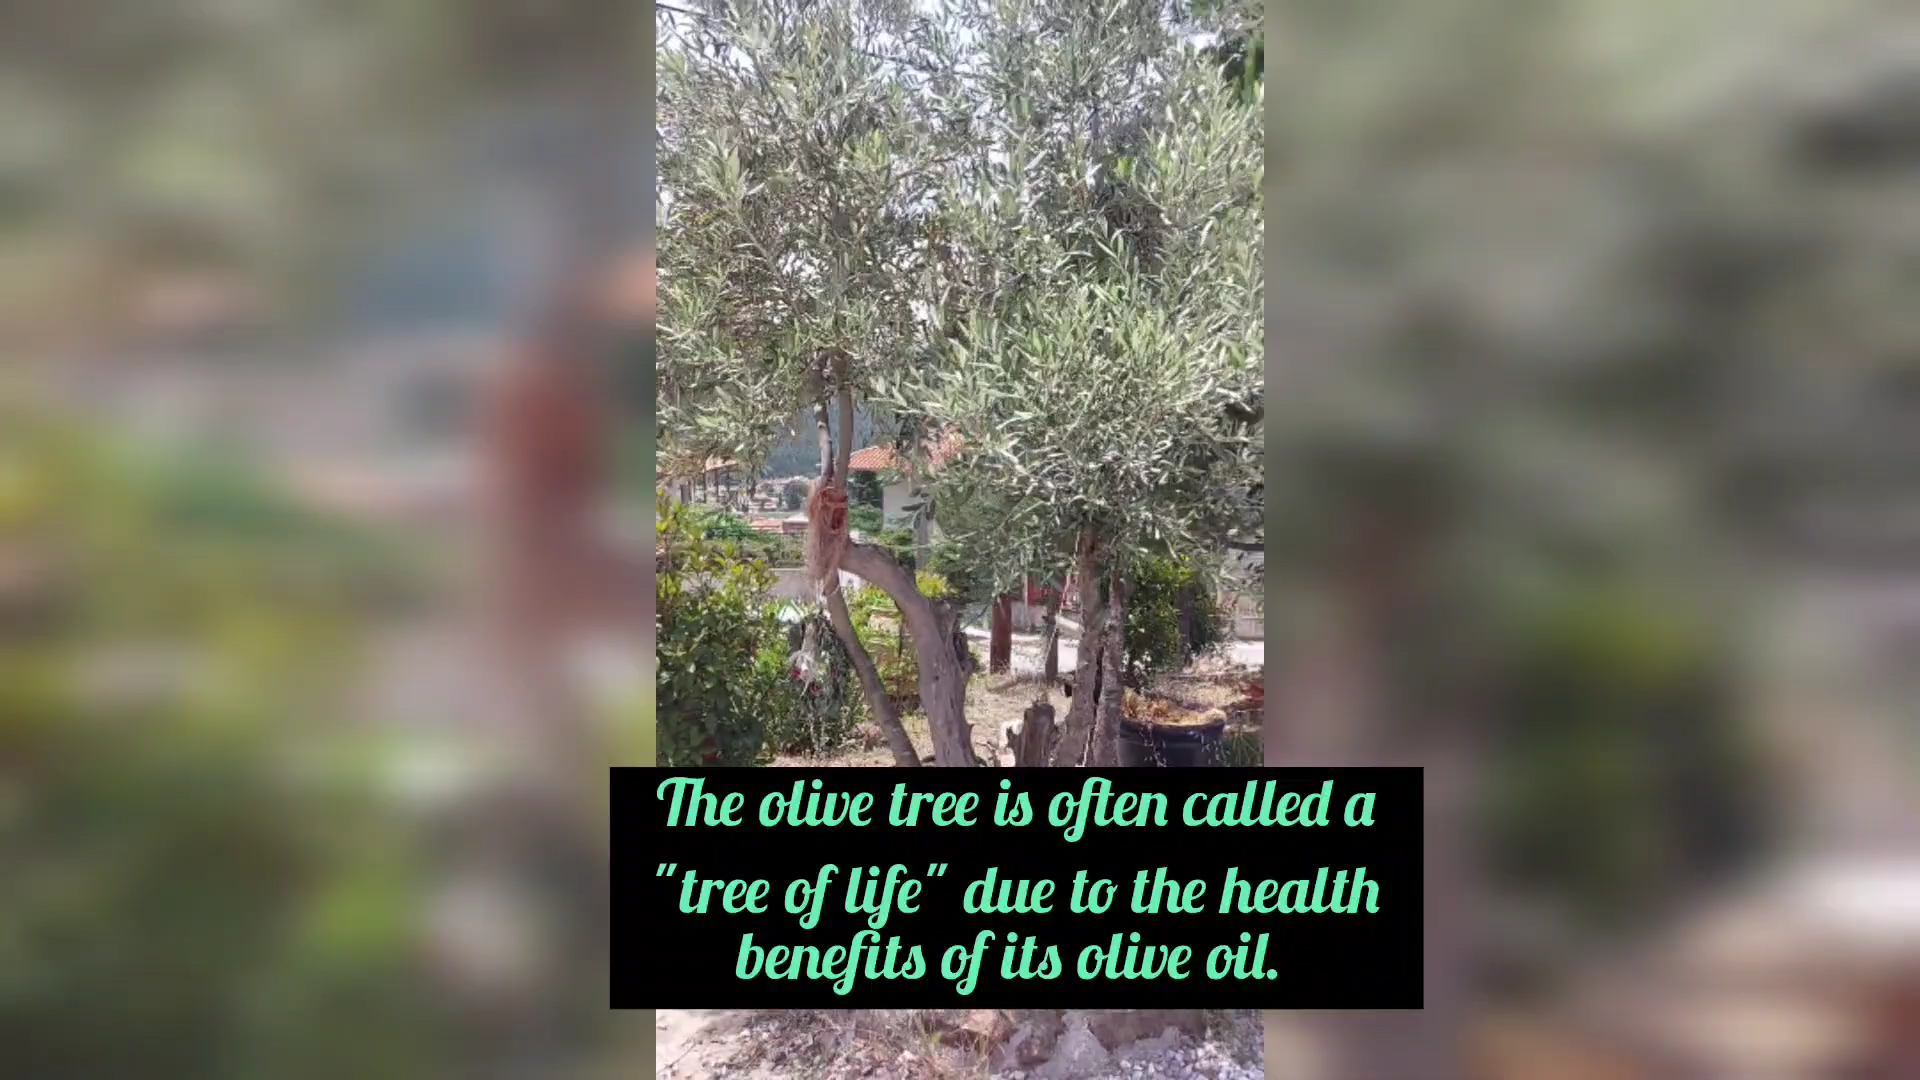 The olive tree is often called a
"tree of life" due to the health
benefits of its olive oil.